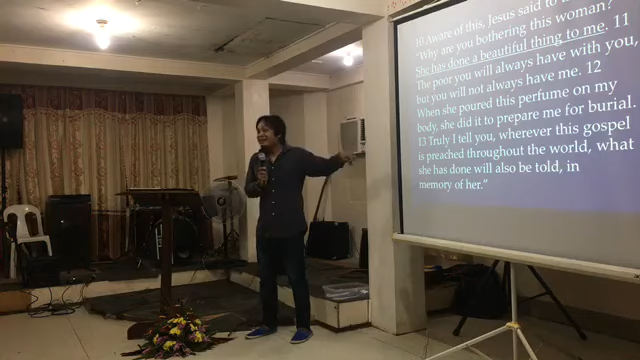 10 Aware of this, Jesus said to
"Why are you bothering this woman?
She has done a beautiful thing to me. 11
The poor you will always have with you,
but you will not always have me. 12
When she poured this perfume on my
body, she did it to prepare me for burial.
13 Truly I tell you, wherever this gospel
is preached throughout the world, what
she has done will also be told, in
memory of her."